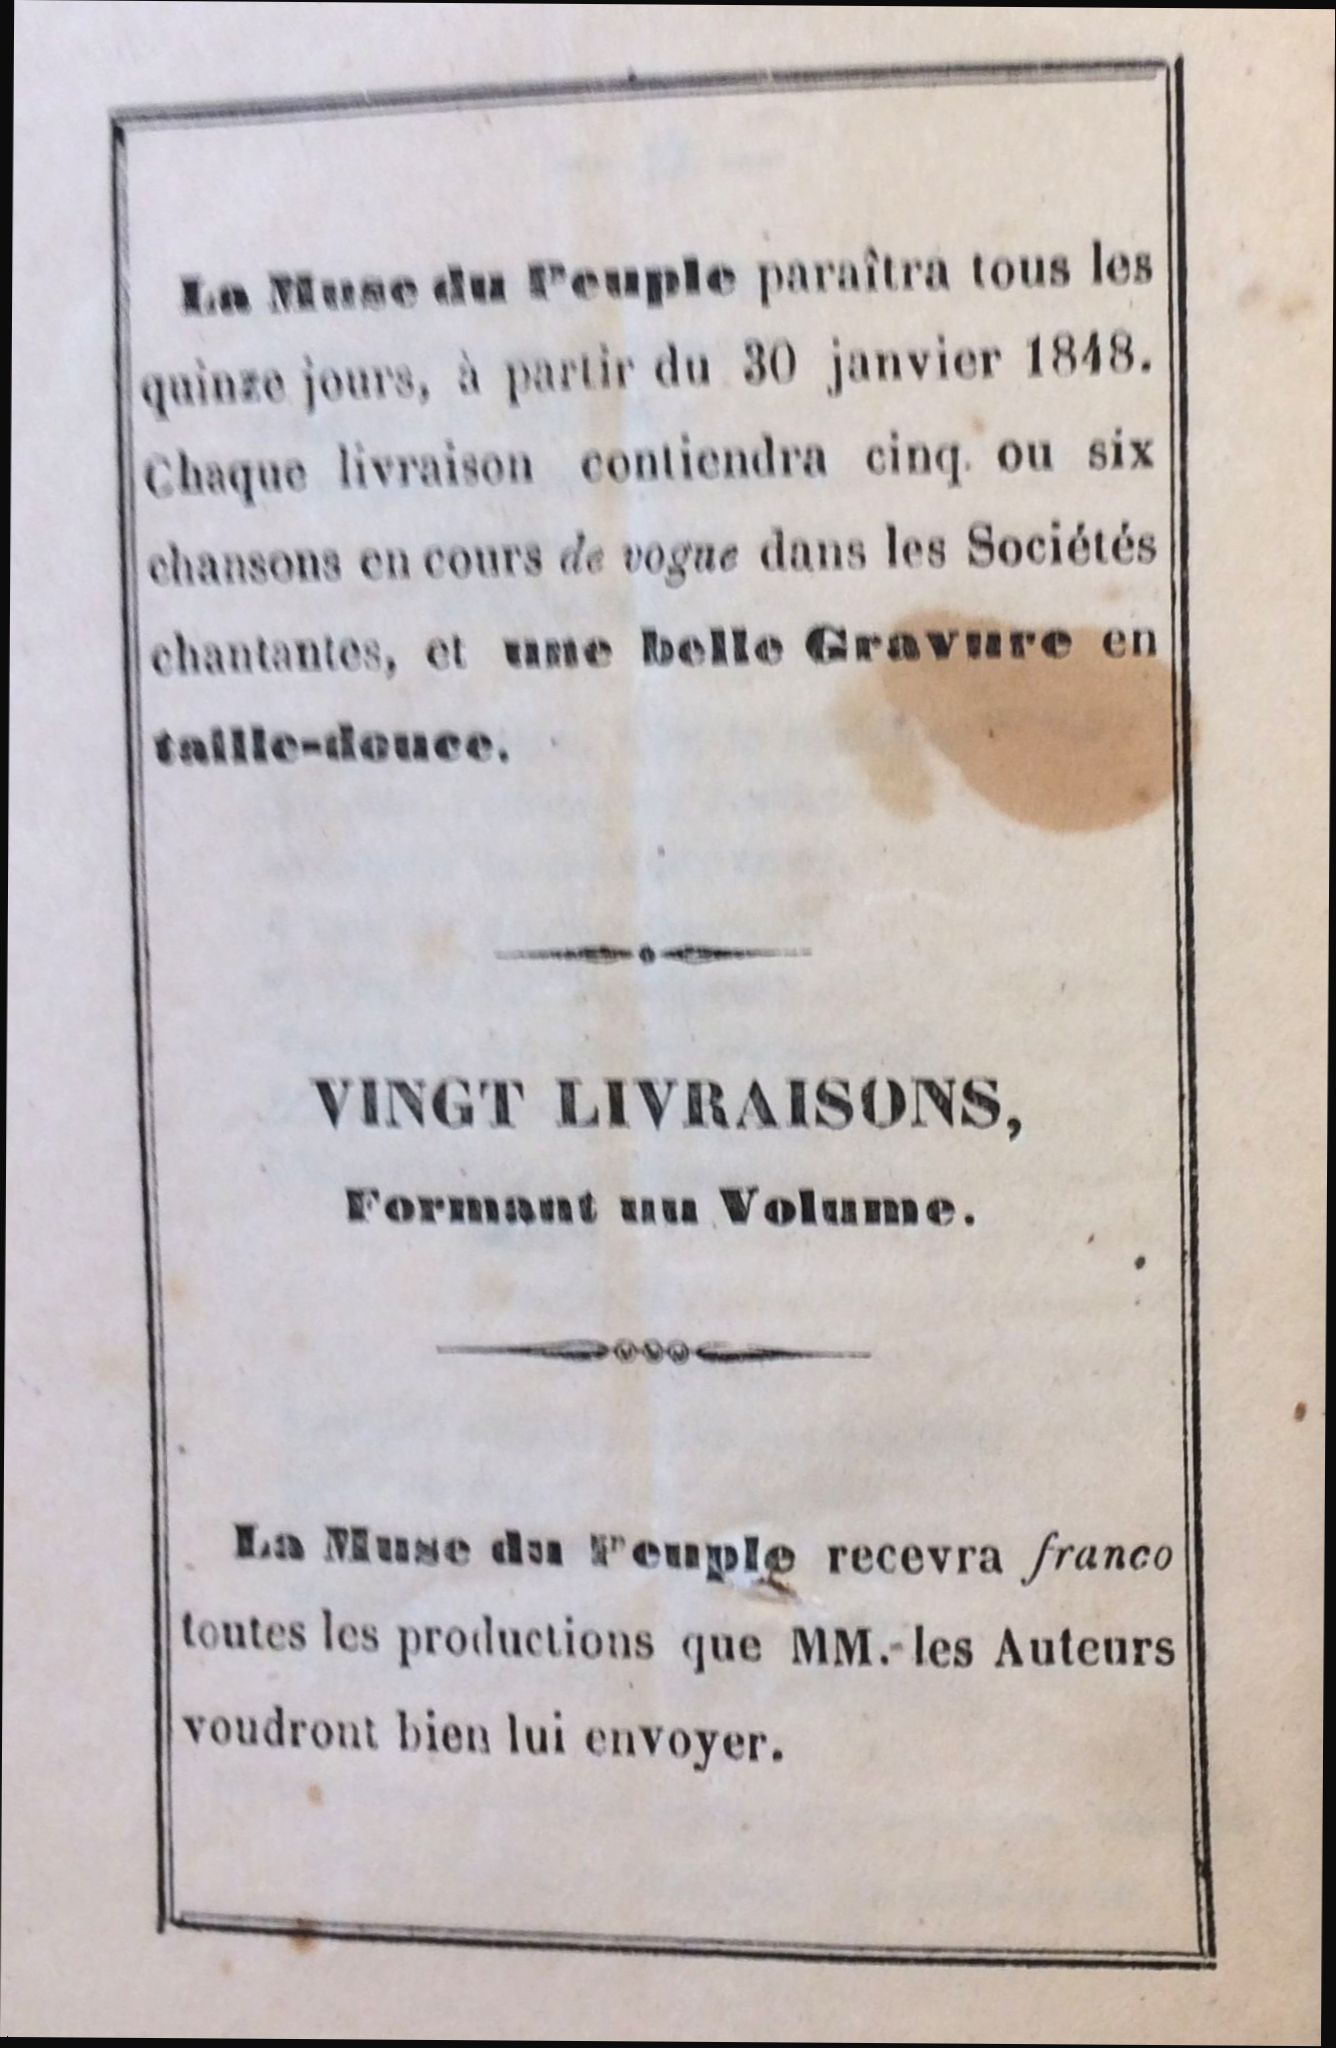 La Muse du Peuple paraîtra tous les
quinze jours, à partir du 30 janvier 1848.
Chaque livraison contiendra cinq ou six
chansons en cours de vogue dans les Sociétés
chantantes, et une belle Gravure en
taille-douce.
VINGT LIVRAISONS,
Formant un Volume.
La Muse du Peuple recevra franco
toutes les productions que MM. les Auteurs
voudront bien lui envoyer.